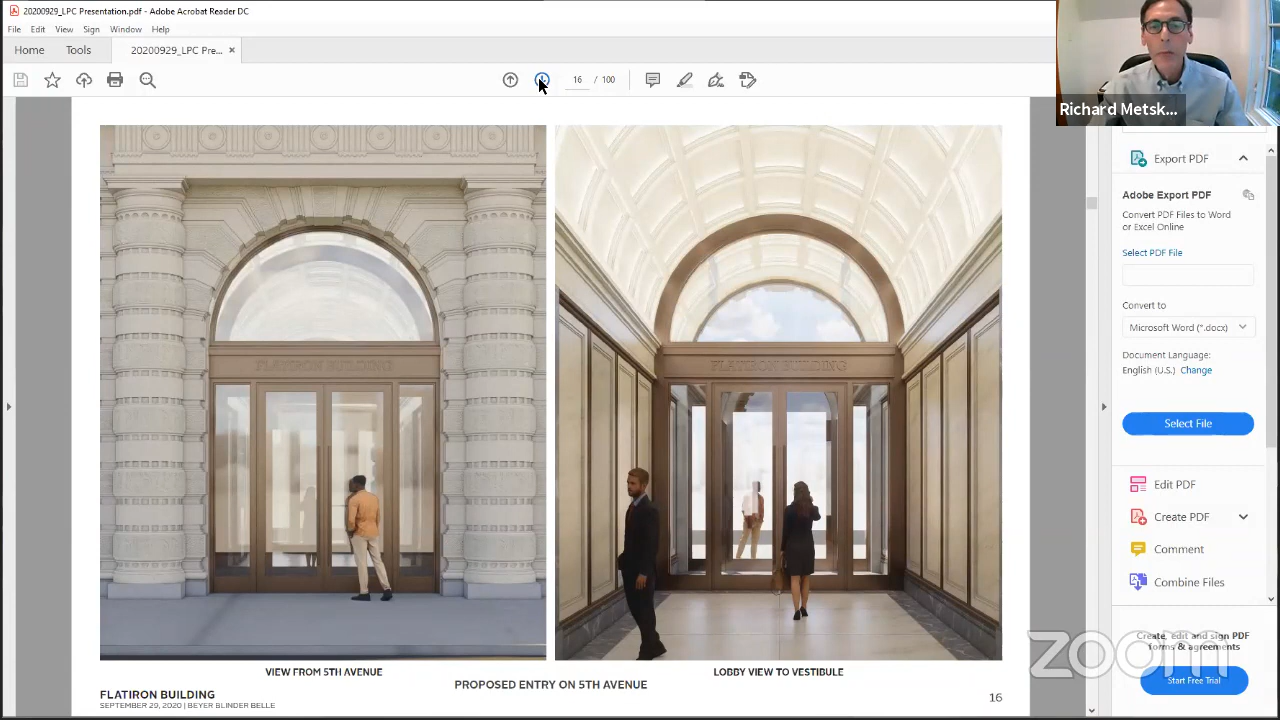 20200929_LPC Presentation.pdf - Adobe Acrobat Reader DC
File Edit View Sign Window Help
Home Tools 20200929_LPC Pre... ×
16 / 100
Richard Metsk...
Export PDF
Adobe Export PDF
Convert PDF Files to Word
or Excel Online
Select PDF File
Convert to
Microsoft Word (*.docx)
Document Language:
English (U.S.) Change
Select File
Edit PDF
Create PDF
Comment
Combine Files
Create, edit and sign PDF
forms & agreements
Start Free Trial
zoom
FLATIRON BUILDING
FLATIRON BUILDING
VIEW FROM 5TH AVENUE
LOBBY VIEW TO VESTIBULE
PROPOSED ENTRY ON 5TH AVENUE
FLATIRON BUILDING
SEPTEMBER 29, 2020 | BEYER BLINDER BELLE
16